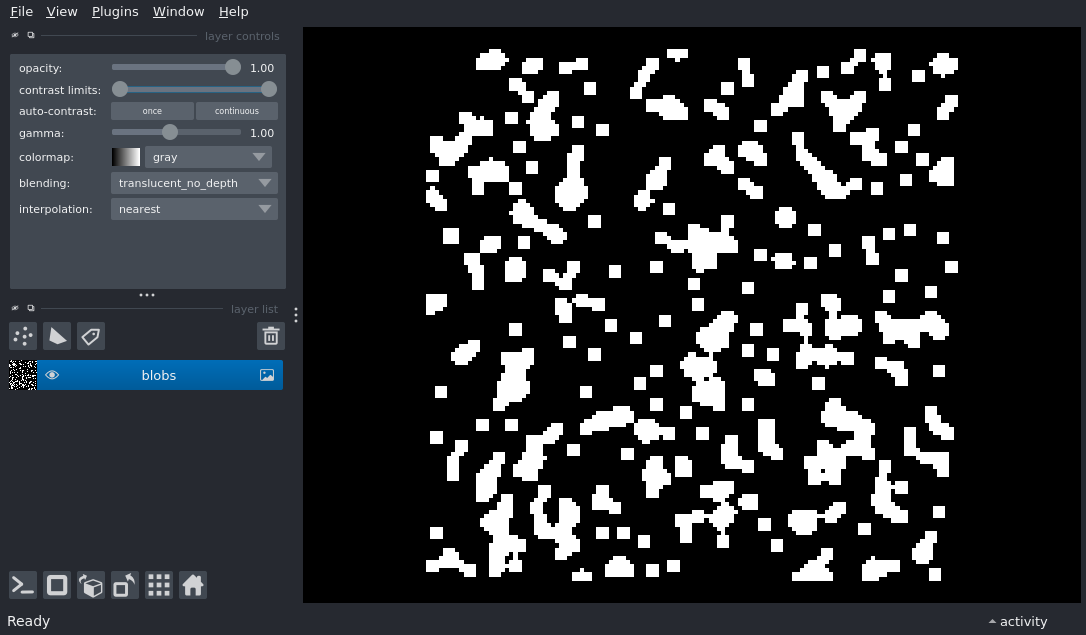 File View Plugins Window Help
layer controls
opacity: 1.00
contrast limits:
auto-contrast: once continuous
gamma: 1.00
colormap: gray
blending: translucent_no_depth
interpolation: nearest
layer list
blobs
Ready activity